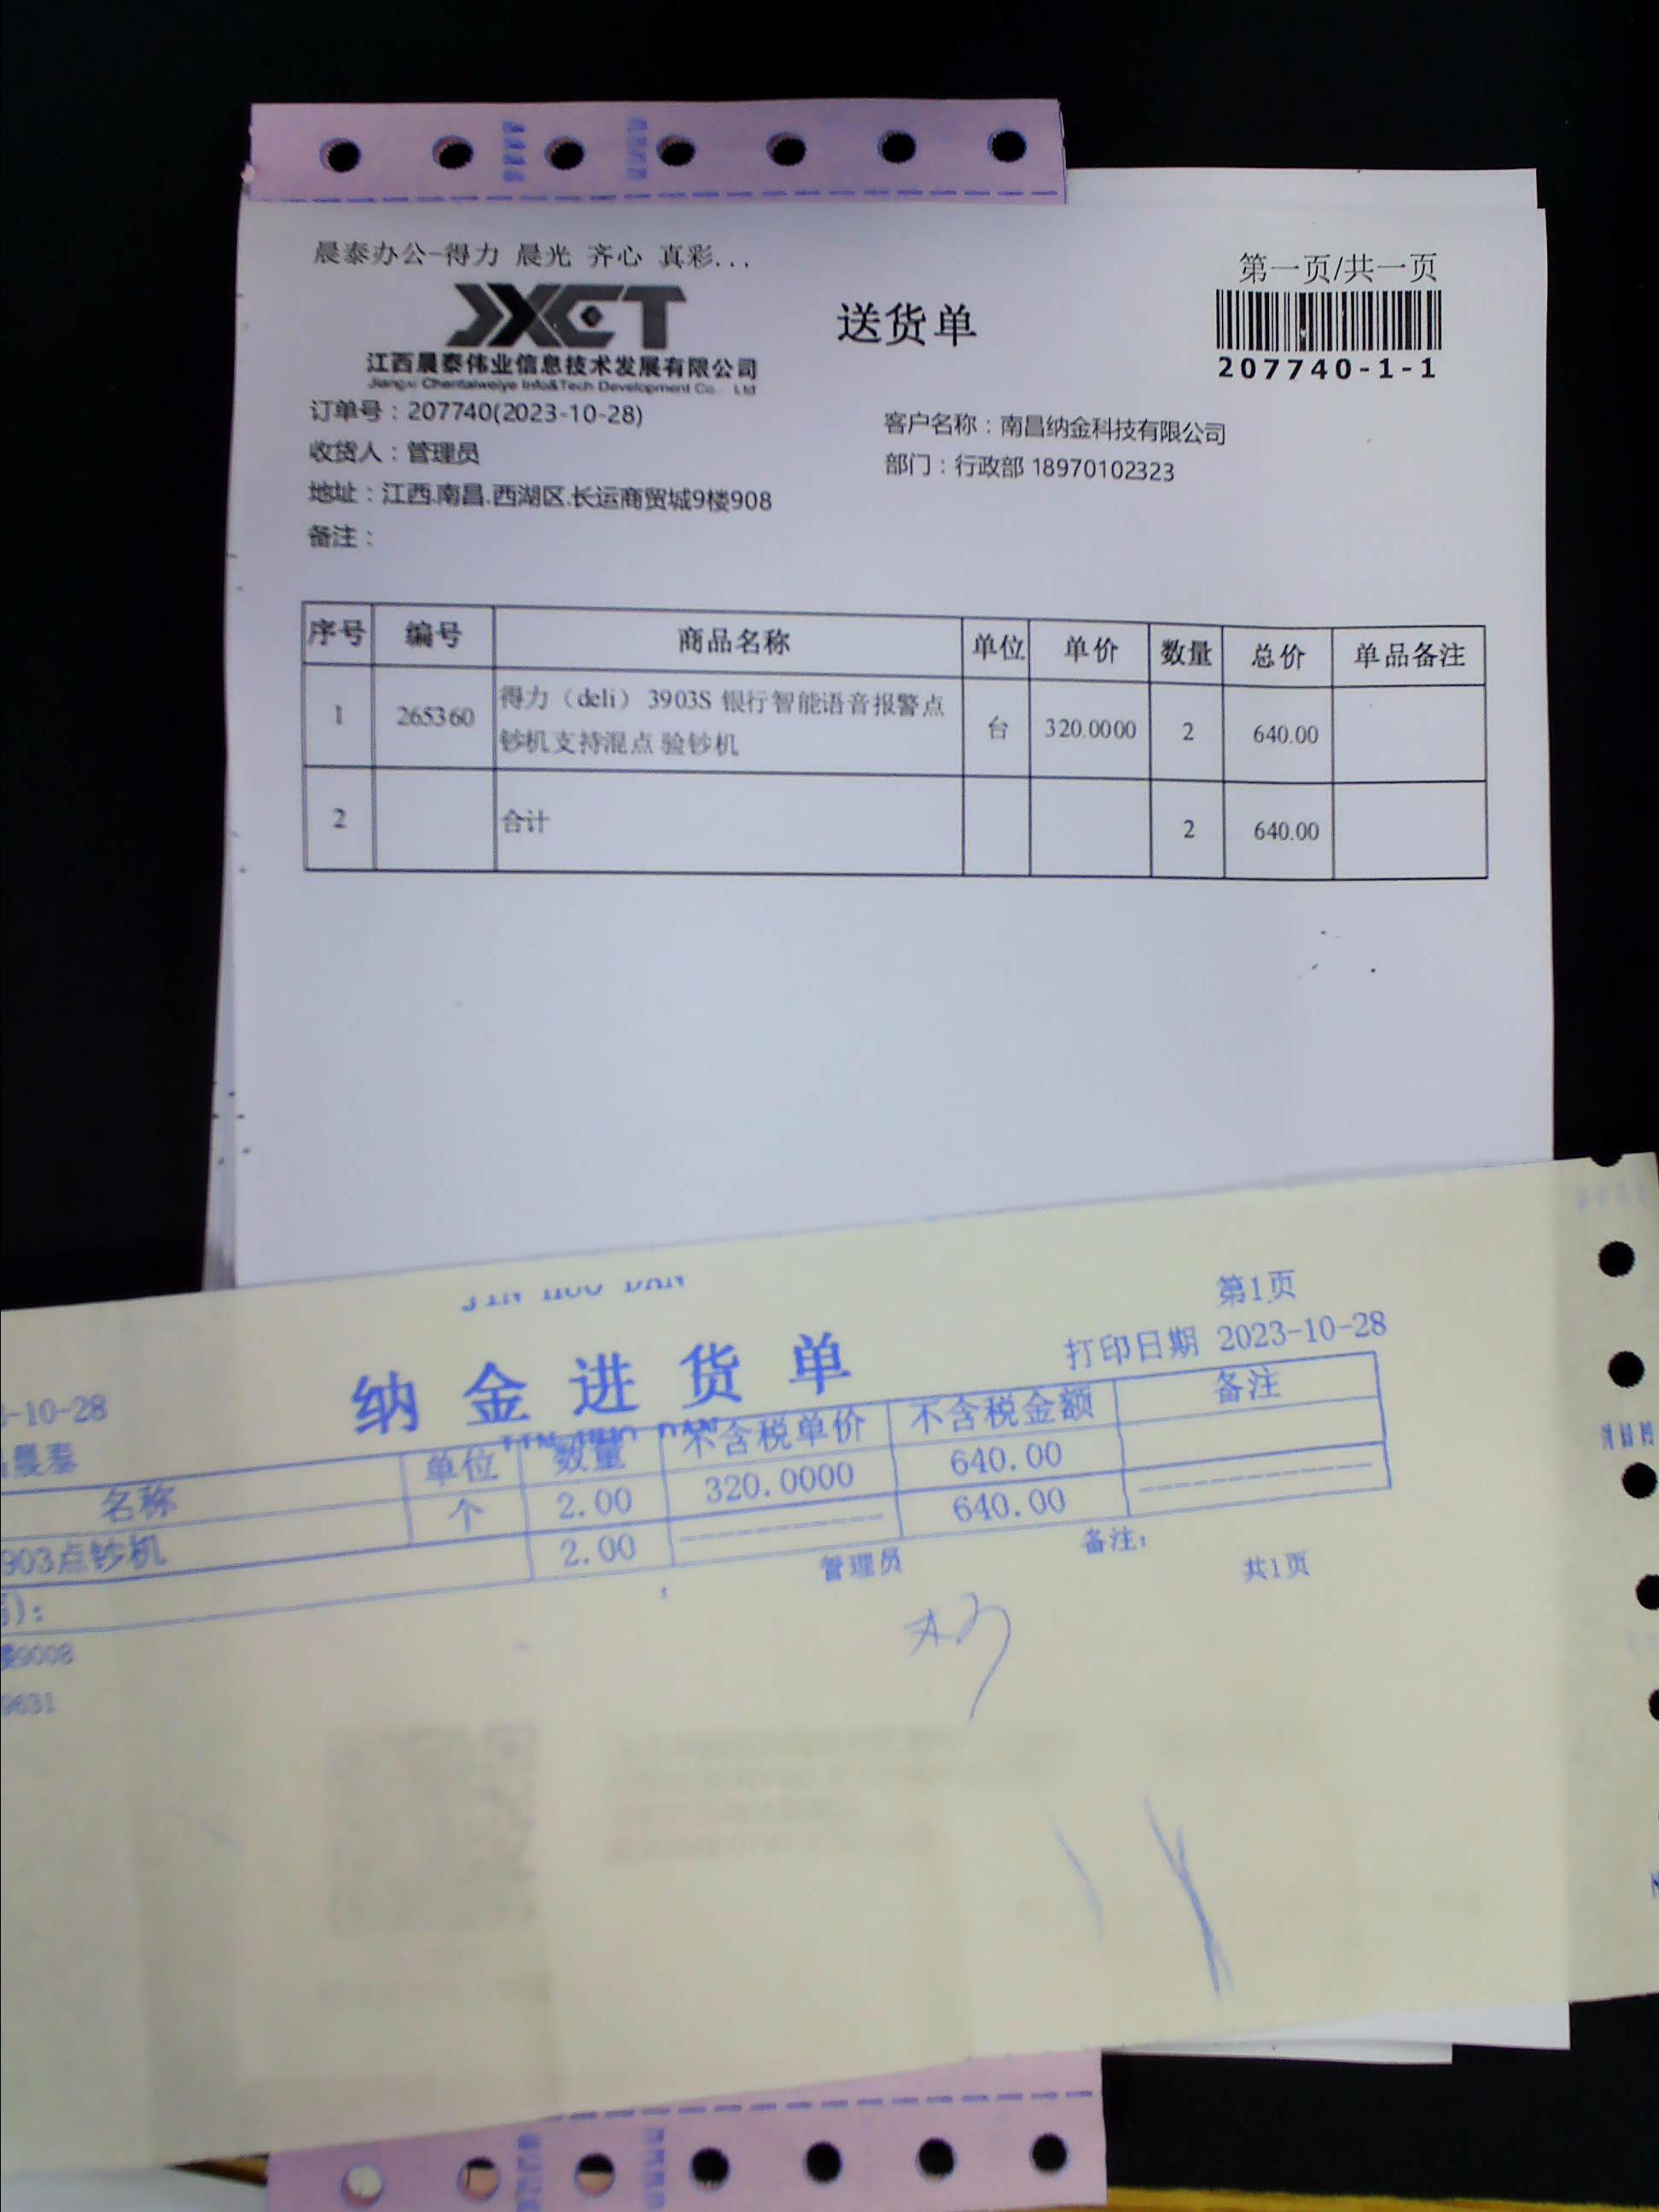 晨泰办公-得力 晨光 齐心 真彩...
第一页/共一页
JXCT
送货单
江西晨泰伟业信息技术发展有限公司
Jiangxi Chentaiweiye Info&Tech Development Co. Ltd
207740-1-1
订单号：207740(2023-10-28)
客户名称：南昌纳金科技有限公司
收货人：管理员
部门：行政部 18970102323
地址：江西.南昌.西湖区.长运商贸城9楼908
备注：
序号 编号 商品名称 单位 单价 数量 总价 单品备注
1 265360 得力（deli） 3903S 银行智能语音报警点 台 320.0000 2 640.00
钞机支持混点 验钞机
2 合计 2 640.00
第1页
纳金进货单
打印日期 2023-10-28
-10-28
晨泰
名称 单位 数量 不含税单价 不含税金额 备注
903点钞机 个 2.00 320.0000 640.00
2.00 640.00
):
管理员
备注:
共1页
9008
9631